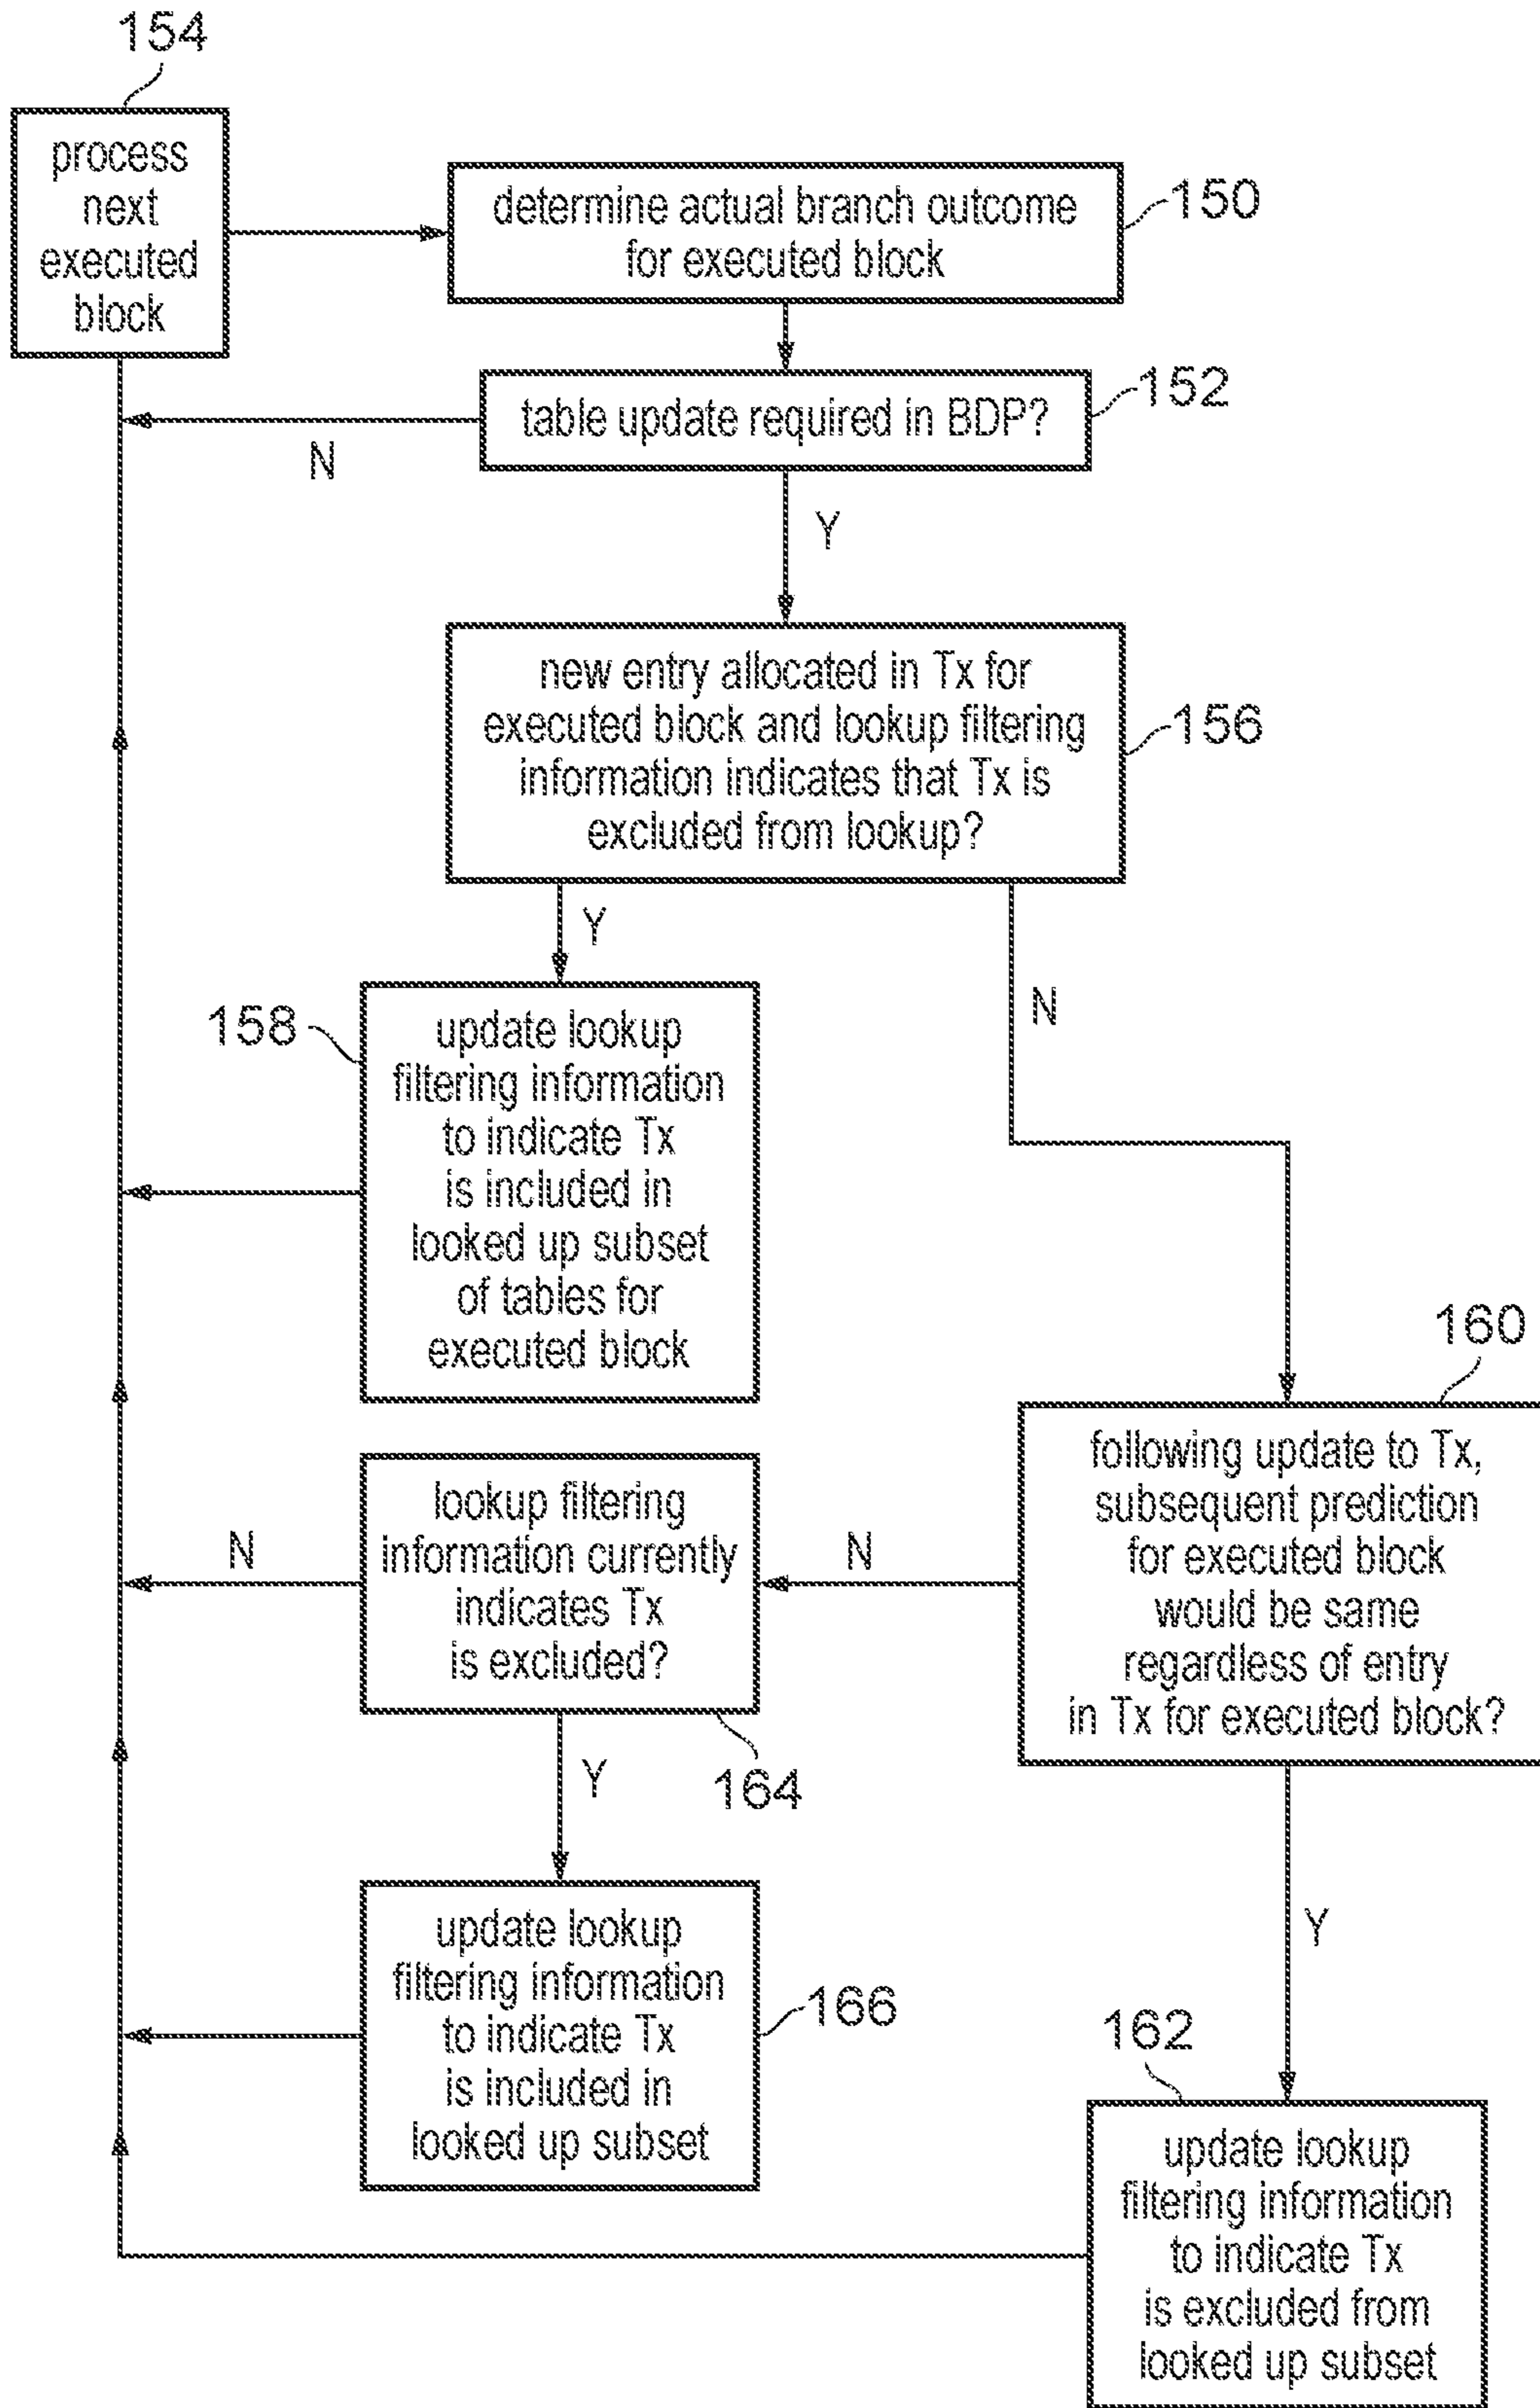 154
process
next
executed
block
determine actual branch outcome
for executed block
150
table update required in BDP?
152
N
Y
new entry allocated in Tx for
executed block and lookup filtering
information indicates that Tx is
excluded from lookup?
156
Y
N
158
update lookup
filtering information
to indicate Tx
is included in
looked up subset
of tables for
executed block
160
following update to Tx,
subsequent prediction
for executed block
would be same
regardless of entry
in Tx for executed block?
N
lookup filtering
information currently
indicates Tx
is excluded?
N
164
Y
Y
update lookup
filtering information
to indicate Tx
is included in
looked up subset
166
162
update lookup
filtering information
to indicate Tx
is excluded from
looked up subset